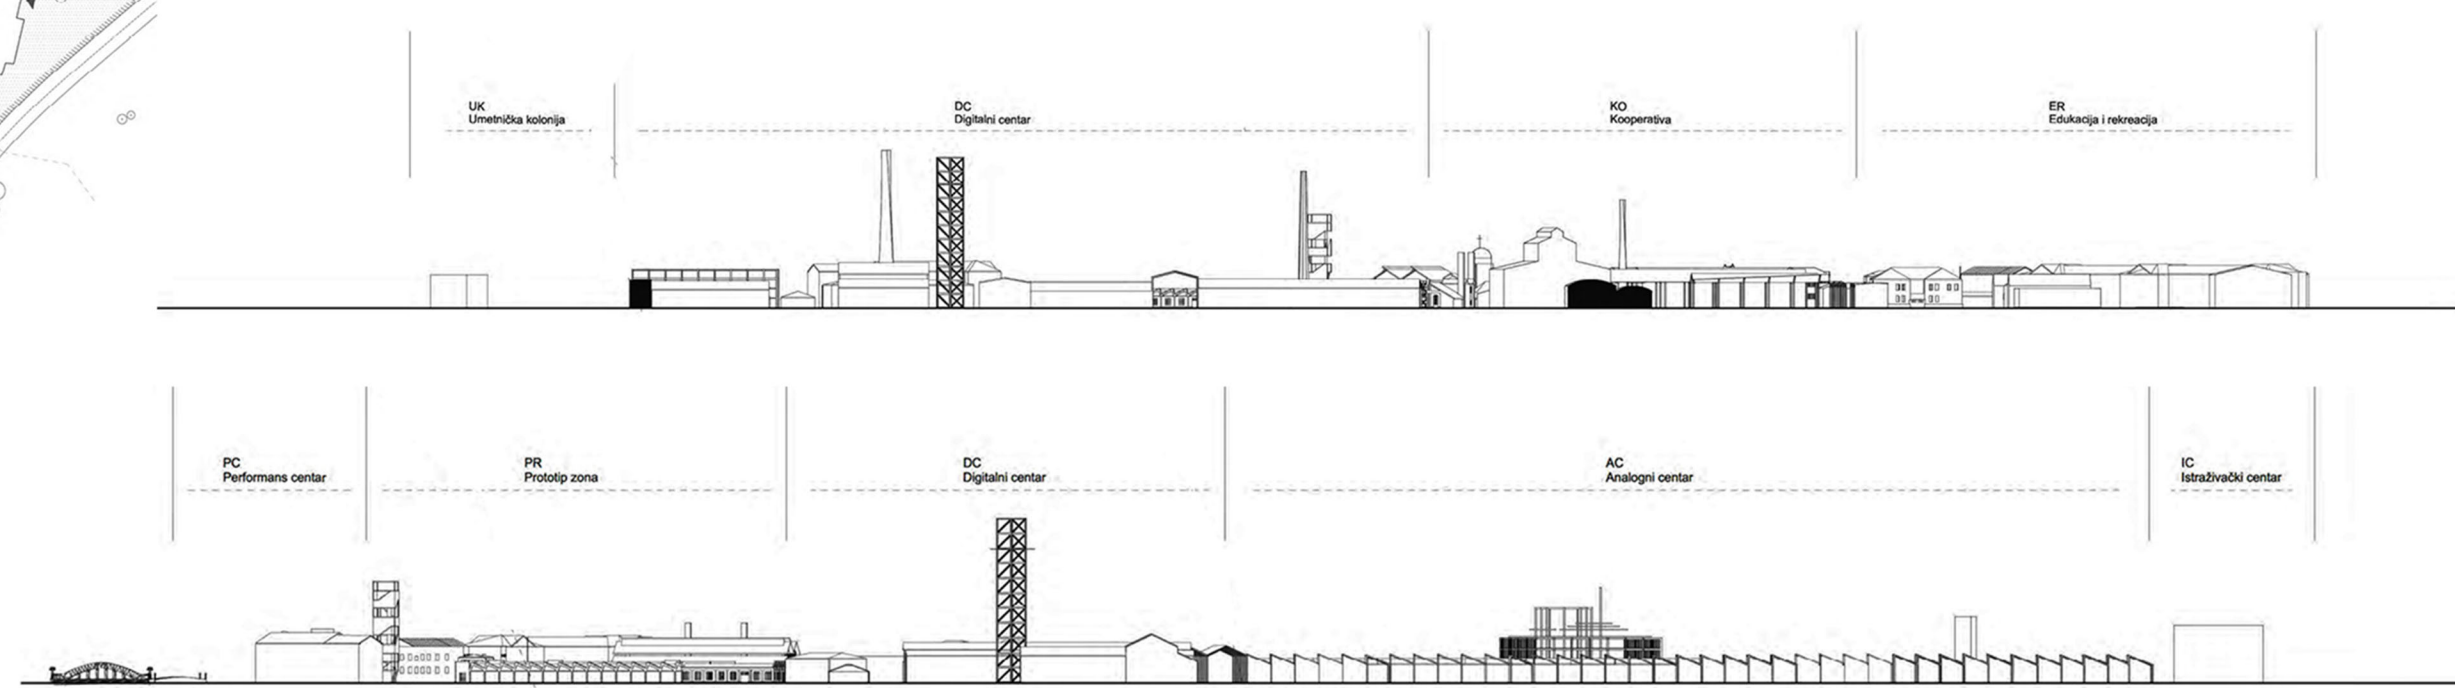 UK
Umetnička kolonija
DC
Digitalni centar
KO
Kooperativa
ER
Edukacija i rekreacija
PC
Performans centar
PR
Prototip zona
DC
Digitalni centar
AC
Analogni centar
IC
Istraživački centar